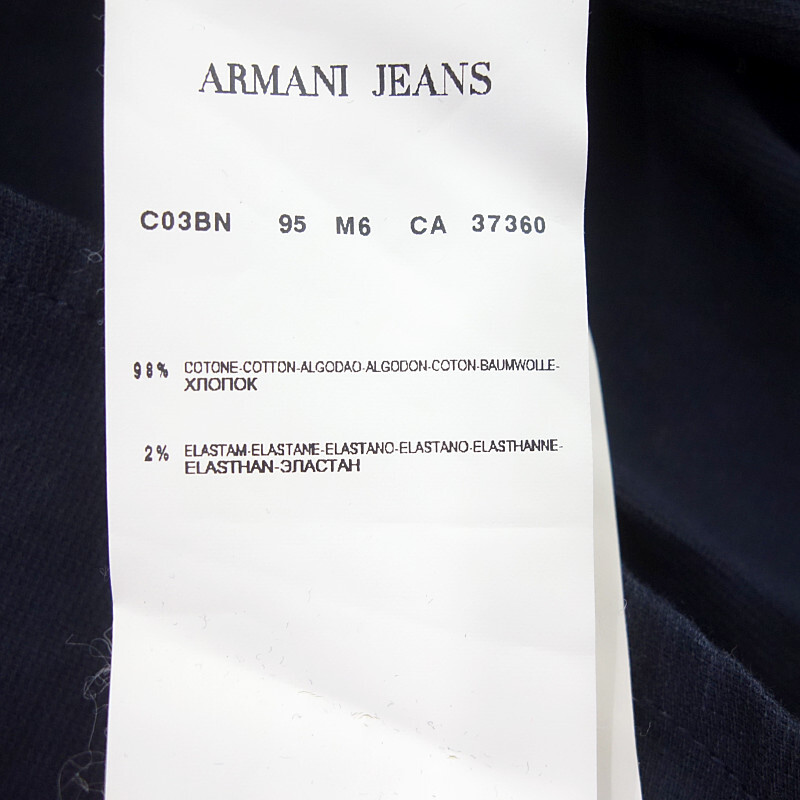 ARMANI JEANS
C03BN 95 M6 CA 37360
98% COTONE-COTTON-ALGODAO-ALGODON-COTON-BAUMWOLLE-
ХЛОПОК
2% ELASTAM-ELASTANE-ELASTANO-ELASTANO-ELASTHANNE-
ELASTHAN-ЭЛАСТАН